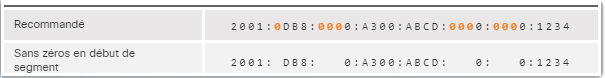 Recommandé 2001:0DB8:0000:A300:ABCD:0000:0000:1234
Sans zéros en début de 2001: DB8: 0:A300:ABCD: 0: 0:1234
segment